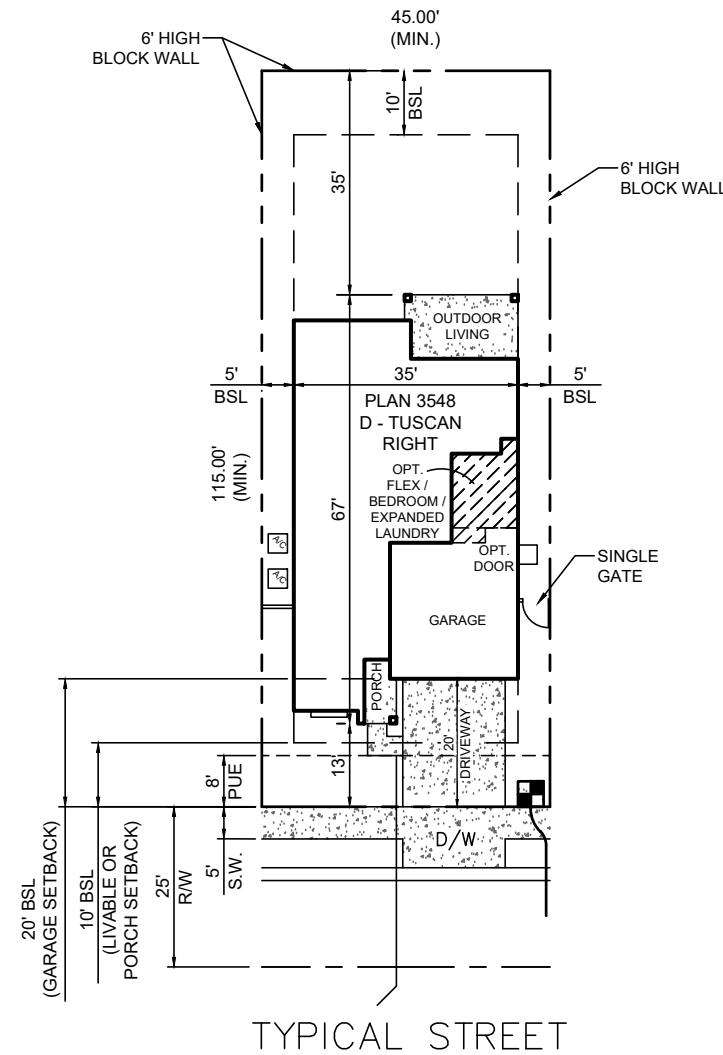 45.00'
(MIN.)
6' HIGH
BLOCK WALL
10'
BSL
35'
6' HIGH
BLOCK WALL
OUTDOOR
LIVING
5'
BSL
35'
5'
BSL
PLAN 3548
D - TUSCAN
RIGHT
115.00'
(MIN.)
67'
OPT.
FLEX /
BEDROOM /
EXPANDED
LAUNDRY
OPT.
DOOR
A/C
A/C
SINGLE
GATE
GARAGE
PORCH
20'
DRIVEWAY
13'
8'
PUE
D/W
5'
S.W.
25'
R/W
10' BSL
(LIVABLE OR
PORCH SETBACK)
20' BSL
(GARAGE SETBACK)
TYPICAL STREET